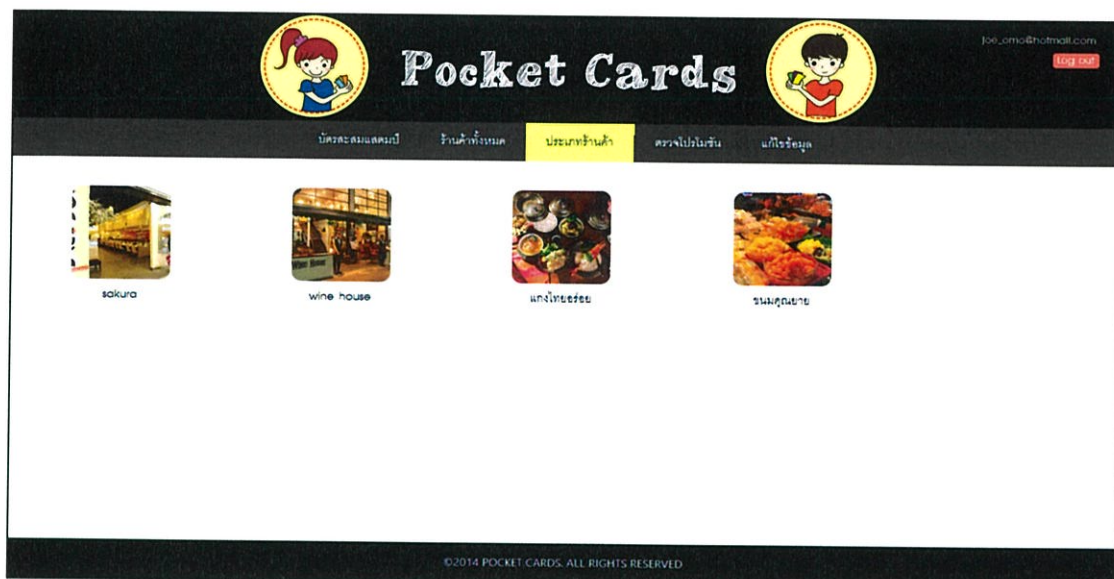 Pocket Cards
joe_omo@hotmail.com
Log out
บัตรสะสมแสตมป์ ร้านค้าทั้งหมด ประเภทร้านค้า ตรวจโปรโมชัน แก้ไขข้อมูล
sakura wine house แกงไทยอร่อย ขนมคุณยาย
©2014 POCKET CARDS. ALL RIGHTS RESERVED